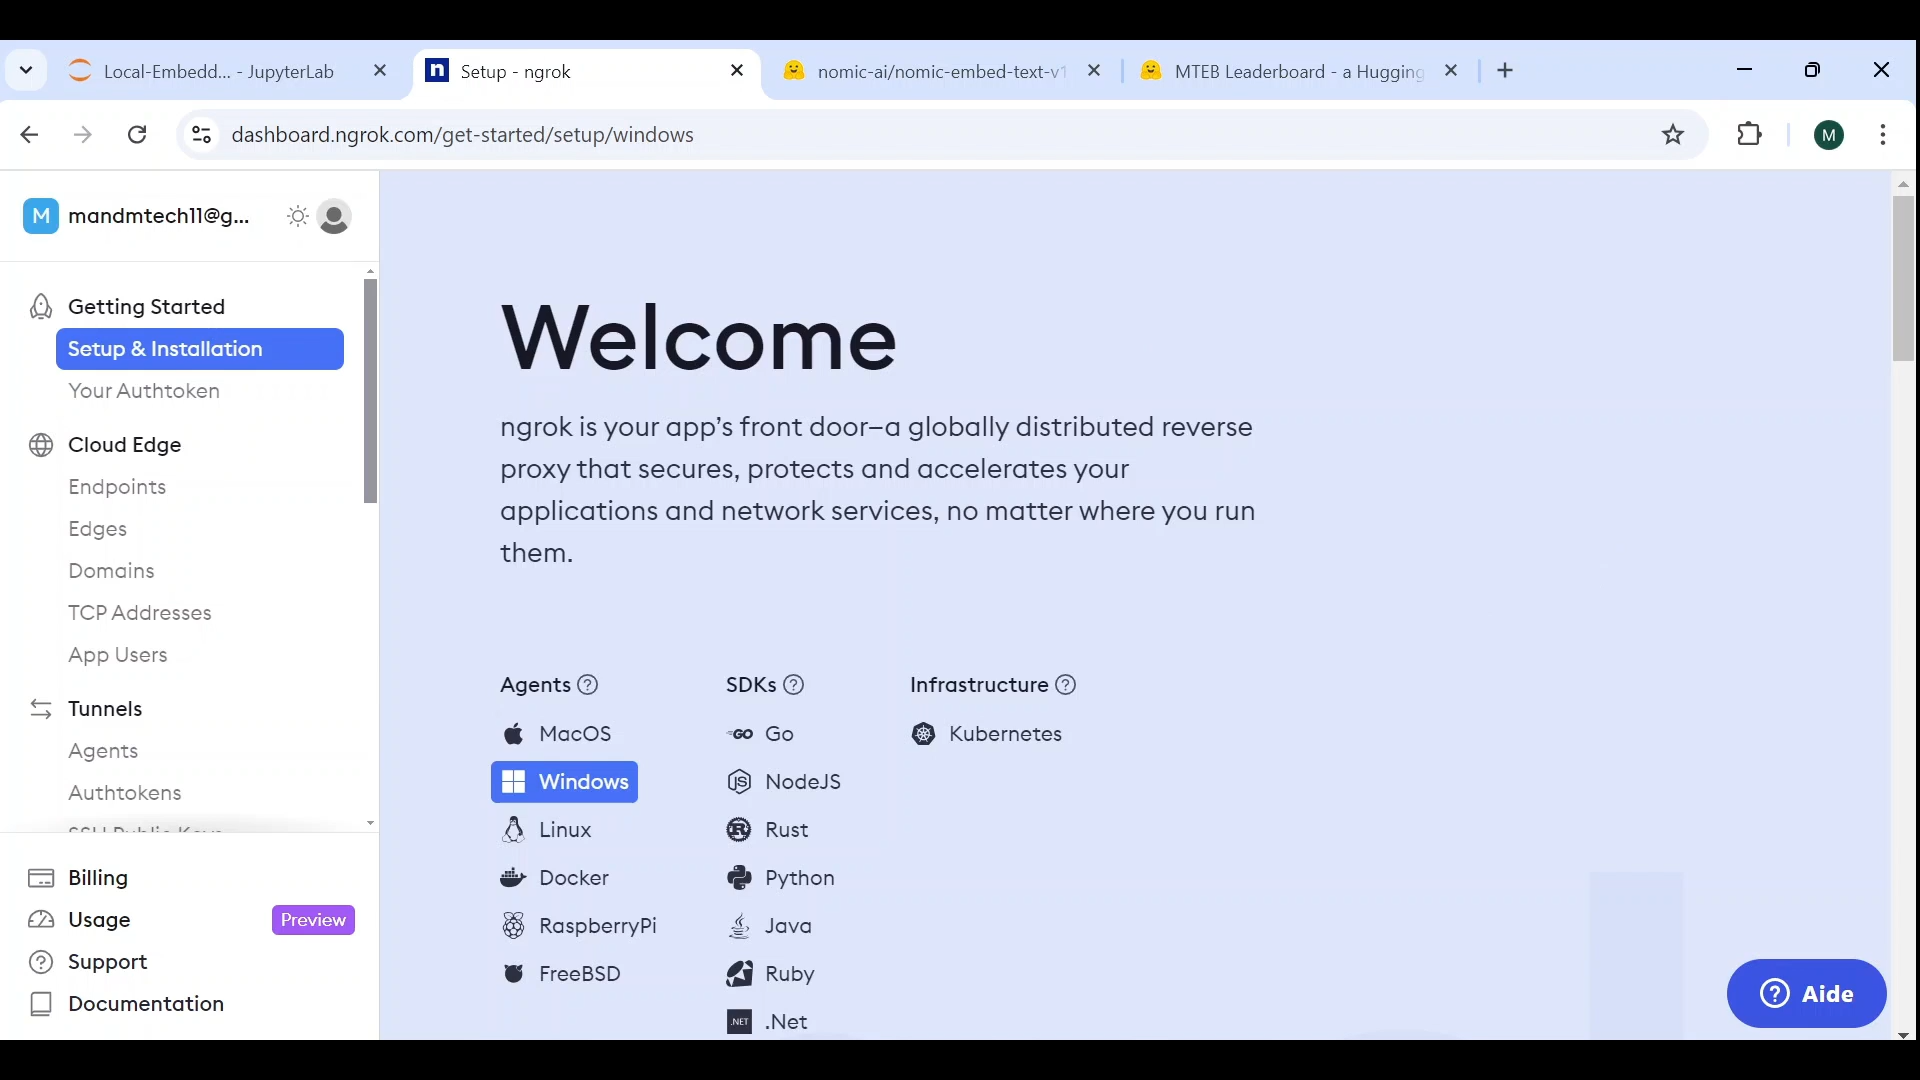 Local-Embedd... - JupyterLab
Setup - ngrok
nomic-ai/nomic-embed-text-v1
MTEB Leaderboard - a Hugging
dashboard.ngrok.com/get-started/setup/windows
M
M mandmtech11@g...
Getting Started
Setup & Installation
Your Authtoken
Cloud Edge
Endpoints
Edges
Domains
TCP Addresses
App Users
Tunnels
Agents
Authtokens
SSH Public Keys
Billing
Usage Preview
Support
Documentation
Welcome
ngrok is your app’s front door—a globally distributed reverse
proxy that secures, protects and accelerates your
applications and network services, no matter where you run
them.
Agents
MacOS
Windows
Linux
Docker
RaspberryPi
FreeBSD
SDKs
Go
NodeJS
Rust
Python
Java
Ruby
.Net
Infrastructure
Kubernetes
Aide